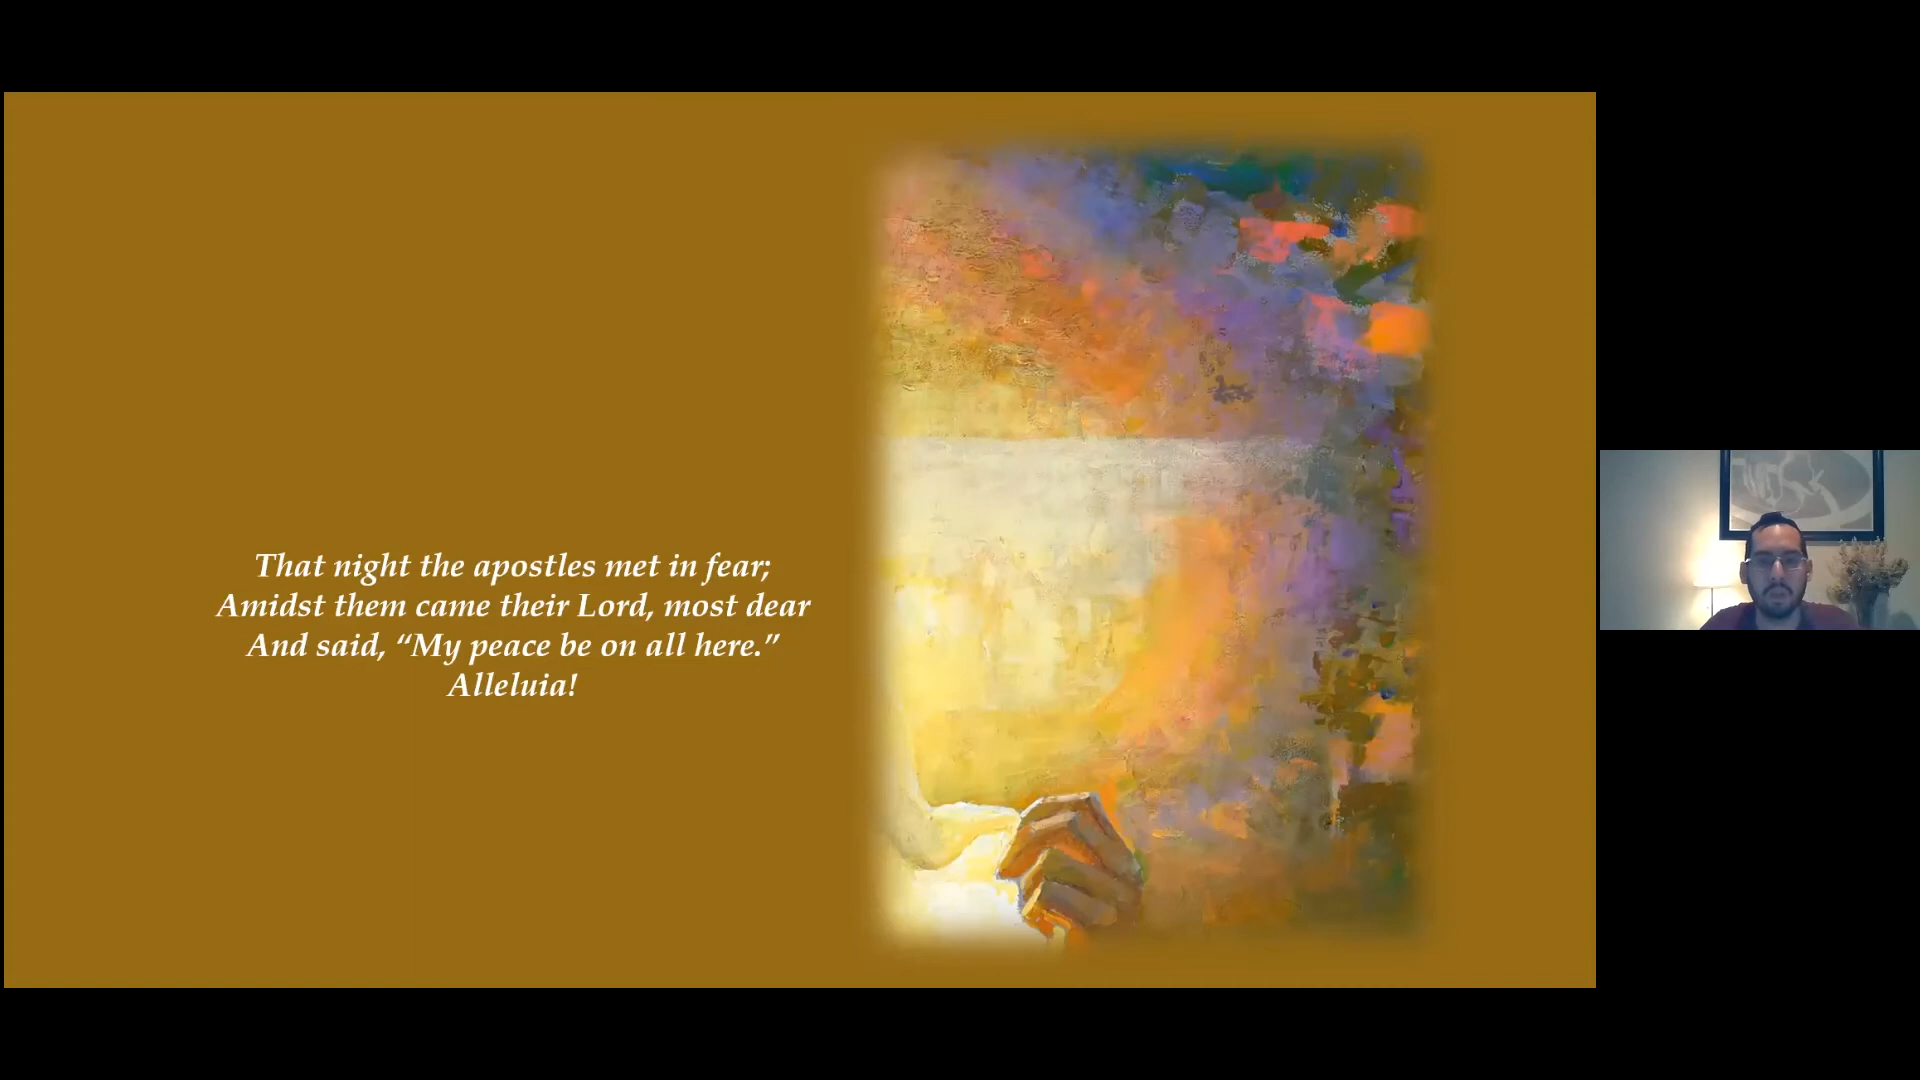 That night the apostles met in fear;
Amidst them came their Lord, most dear
And said, “My peace be on all here.”
Alleluia!